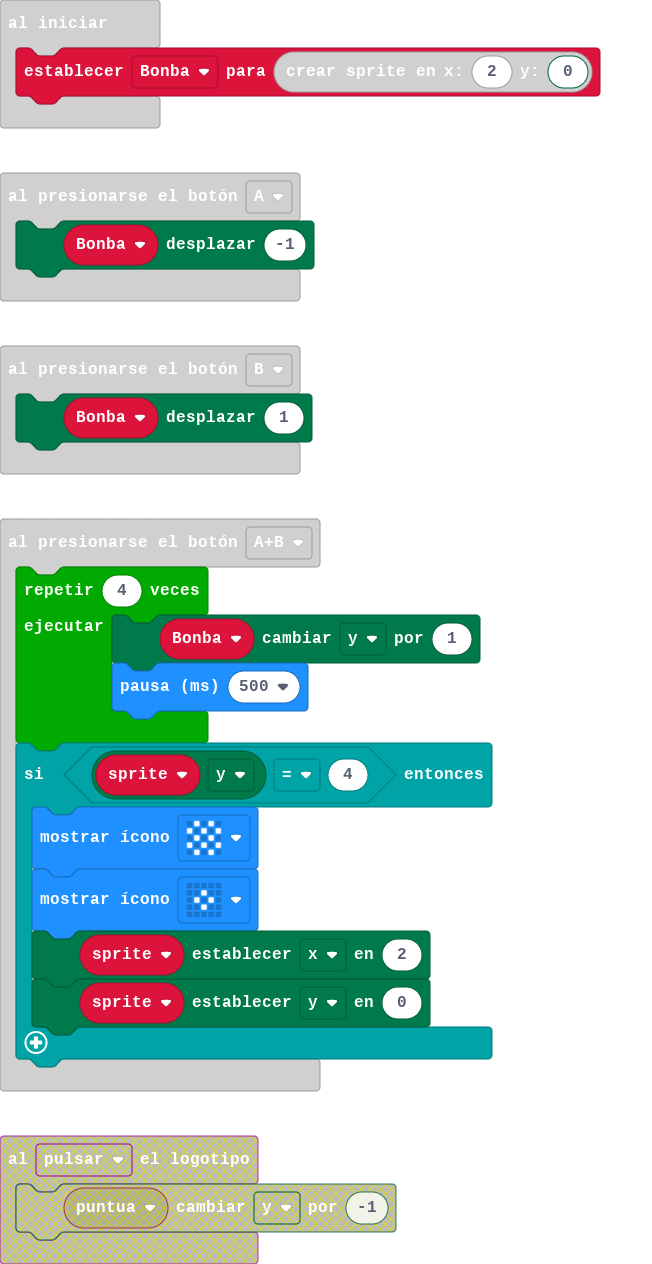 al iniciar
establecer Bonba para crear sprite en x: 2 y: 0
al presionarse el botón A
Bonba desplazar -1
al presionarse el botón B
Bonba desplazar 1
al presionarse el botón A+B
repetir 4 veces
ejecutar
Bonba cambiar y por 1
pausa (ms) 500
si sprite y = 4 entonces
mostrar ícono
mostrar ícono
sprite establecer x en 2
sprite establecer y en 0
al pulsar el logotipo
puntua cambiar y por -1